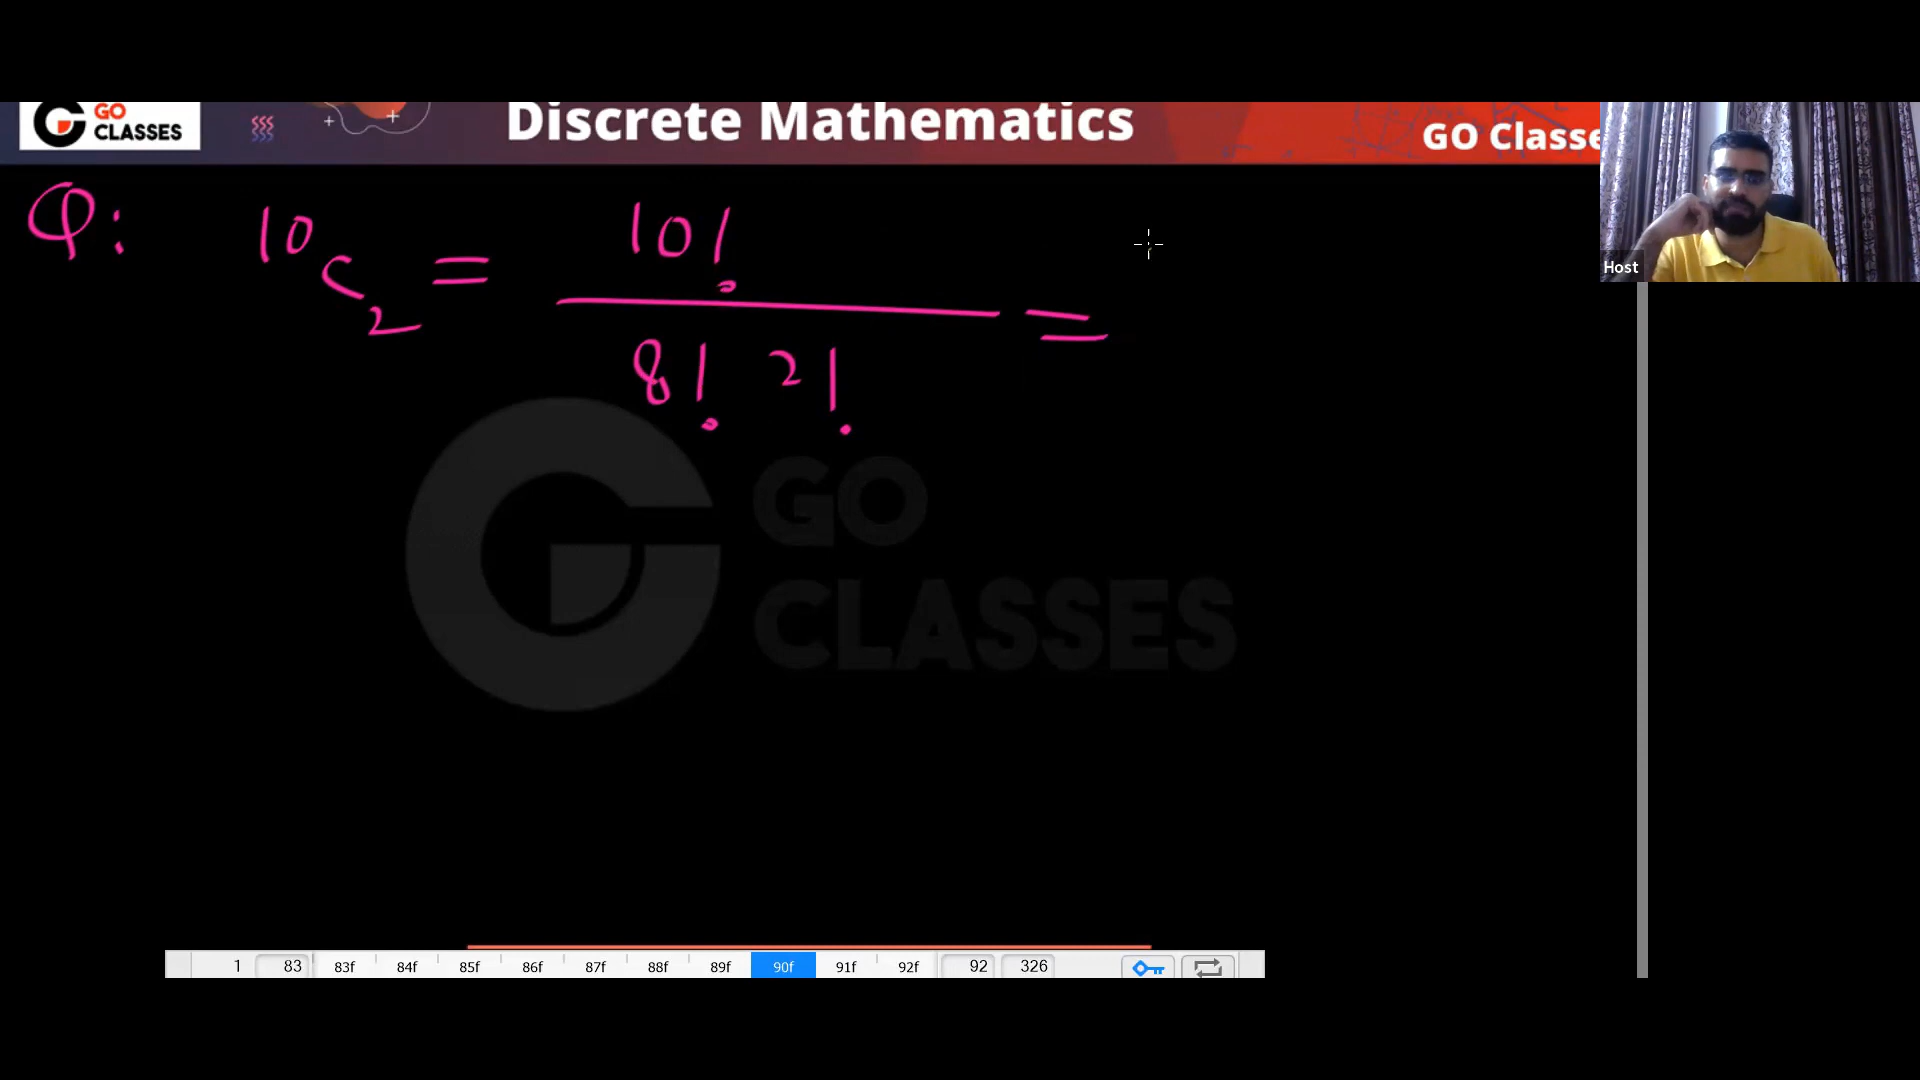 GO
CLASSES
Discrete Mathematics
GO Classe
Host
Q: 10C2 = 10! / 8! 2! =
GO
CLASSES
1 83 83f 84f 85f 86f 87f 88f 89f 90f 91f 92f 92 326